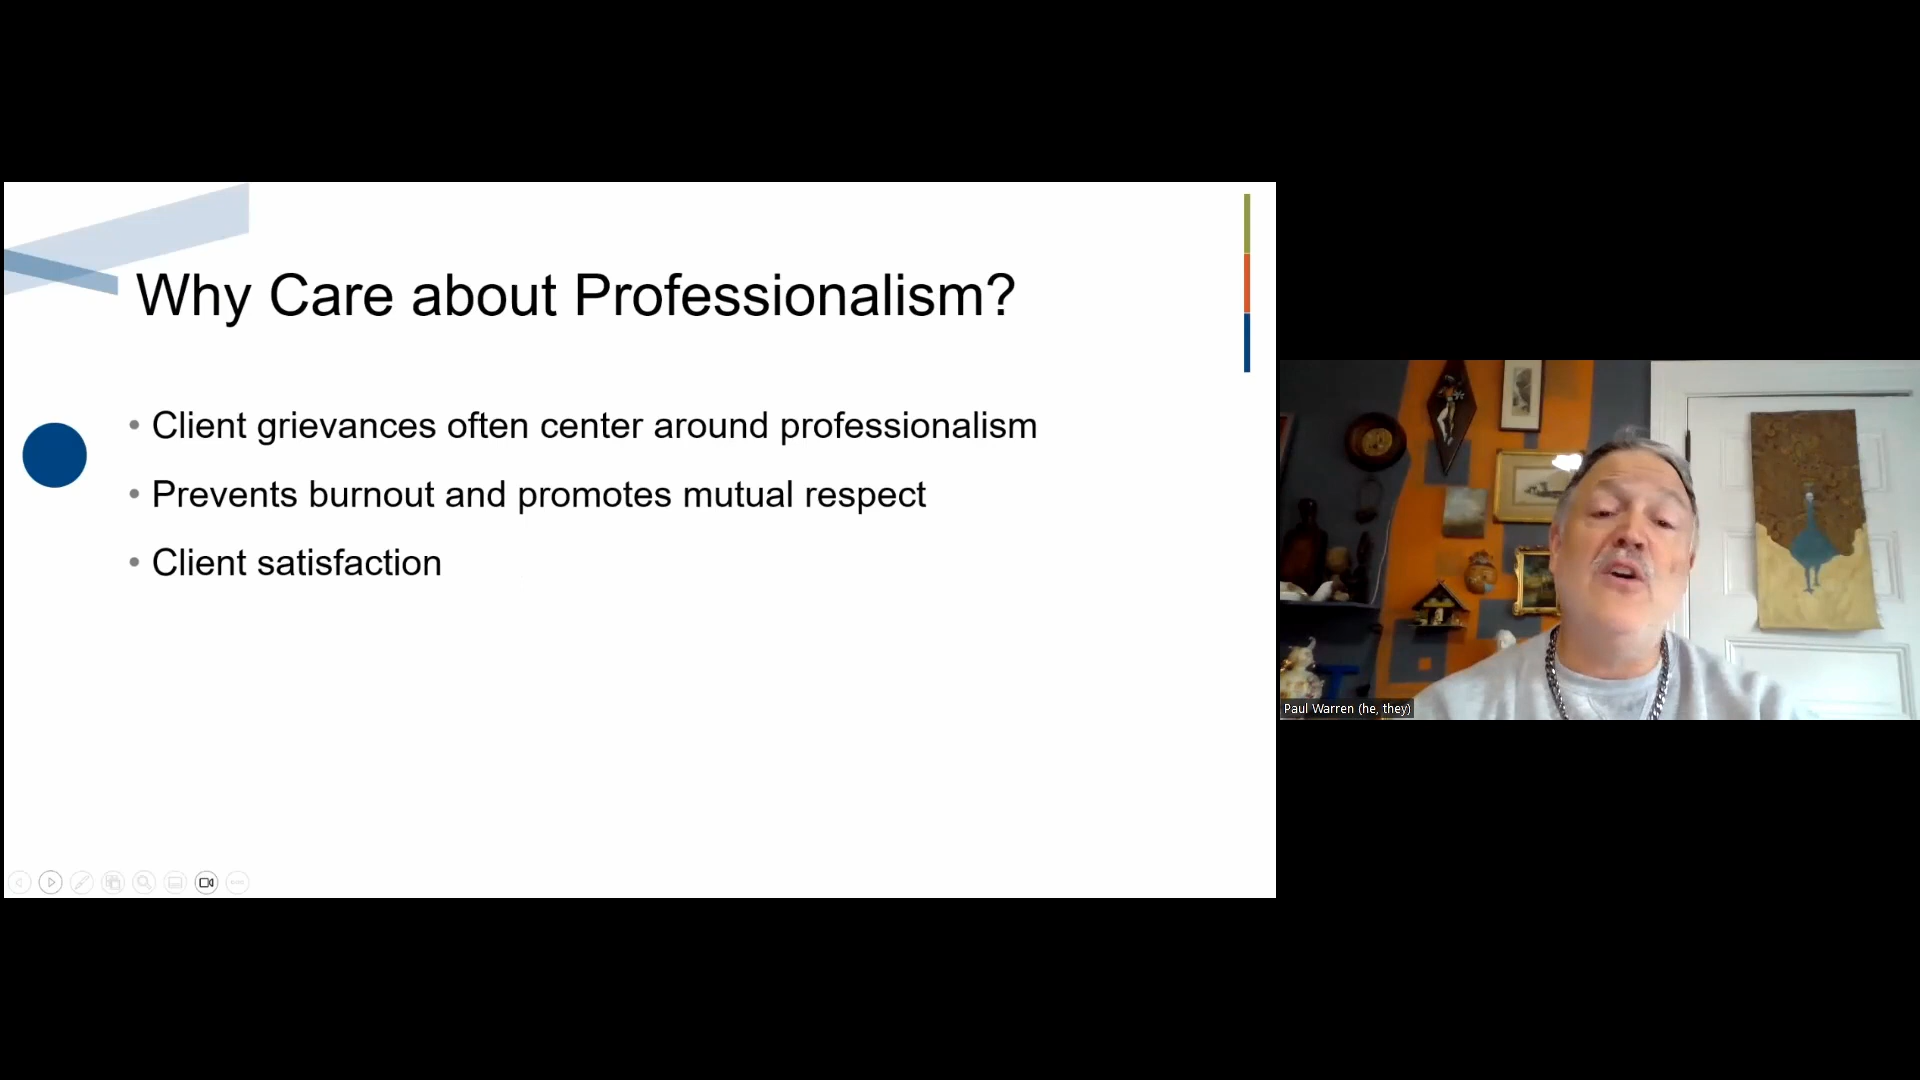 Why Care about Professionalism?
• Client grievances often center around professionalism
• Prevents burnout and promotes mutual respect
• Client satisfaction
Paul Warren (he, they)